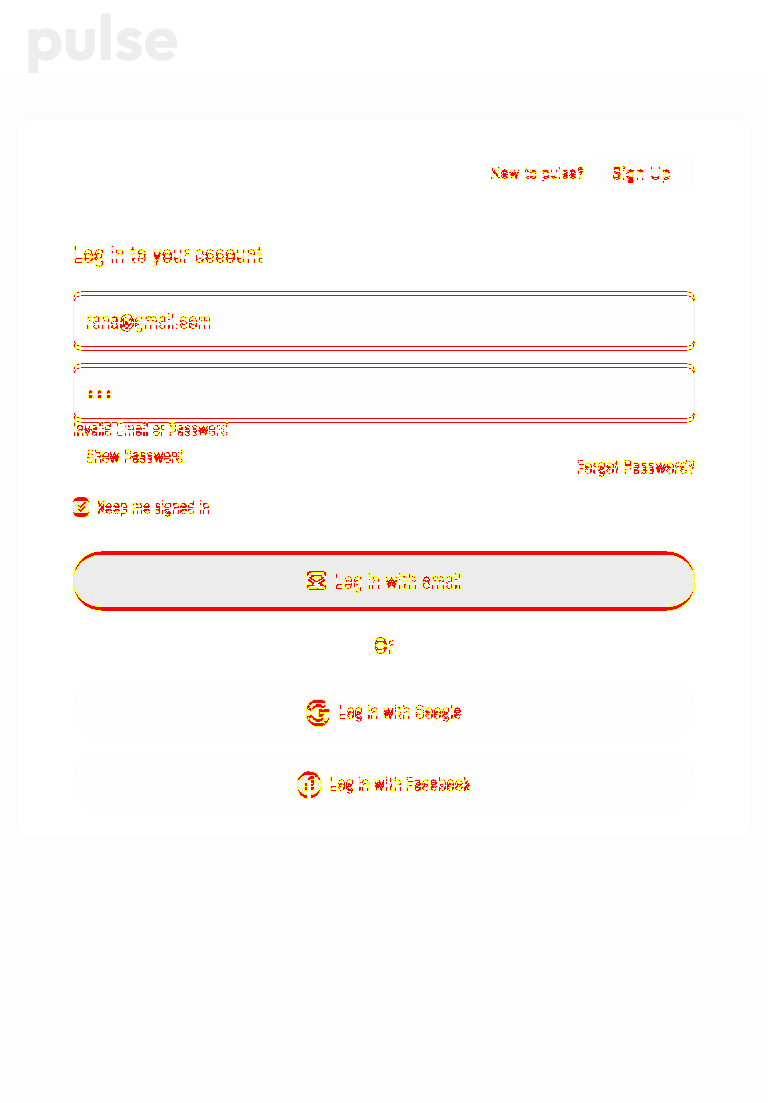 pulse
New to pulse? Sign Up
Log in to your account
rana@gmail.com
Invalid Email or Password
Show Password
Forgot Password?
Keep me signed in
Log in with email
Or
Log in with Google
Log in with Facebook